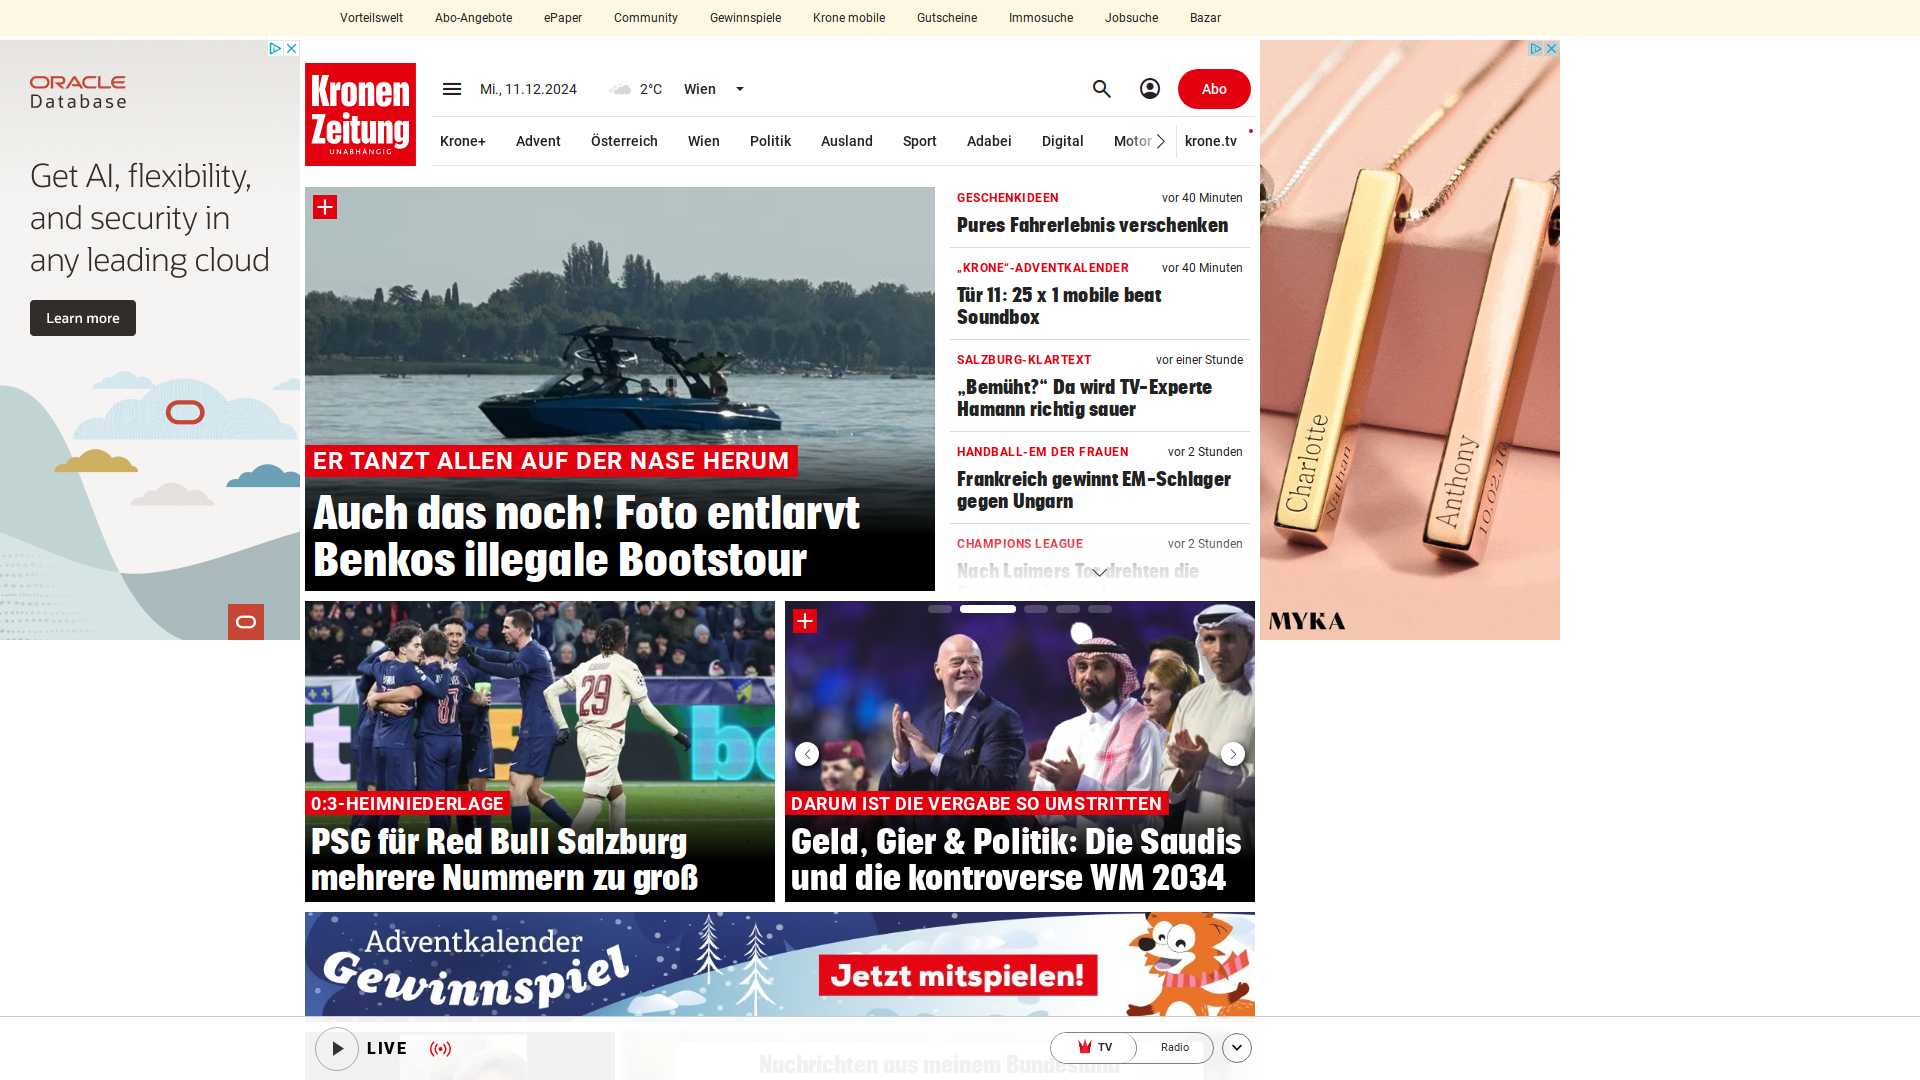 Vorteilswelt
Abo-Angebote
ePaper
Community
Gewinnspiele
Krone mobile
Gutscheine
Immosuche
Jobsuche
Bazar
ORACLE
Database
Get AI, flexibility,
and security in
any leading cloud
Learn more
Kronen
Zeitung
UNABHÄNGIG
Mi., 11.12.2024
2°C
Wien
Abo
Krone+
Advent
Österreich
Wien
Politik
Ausland
Sport
Adabei
Digital
Motor
krone.tv
ER TANZT ALLEN AUF DER NASE HERUM
Auch das noch! Foto entlarvt
Benkos illegale Bootstour
GESCHENKIDEEN
vor 40 Minuten
Pures Fahrerlebnis verschenken
„KRONE“-ADVENTKALENDER
vor 40 Minuten
Tür 11: 25 x 1 mobile beat
Soundbox
SALZBURG-KLARTEXT
vor einer Stunde
„Bemüht?“ Da wird TV-Experte
Hamann richtig sauer
HANDBALL-EM DER FRAUEN
vor 2 Stunden
Frankreich gewinnt EM-Schlager
gegen Ungarn
CHAMPIONS LEAGUE
vor 2 Stunden
Nach Laimers Tor drehten die
Charlotte
Nathan
Anthony
10.02.16
MYKA
87
29
t
be
0:3-HEIMNIEDERLAGE
PSG für Red Bull Salzburg
mehrere Nummern zu groß
DARUM IST DIE VERGABE SO UMSTRITTEN
Geld, Gier & Politik: Die Saudis
und die kontroverse WM 2034
Adventkalender
Gewinnspiel
Jetzt mitspielen!
LIVE
TV
Radio
Nachrichten aus meinem Bundesland